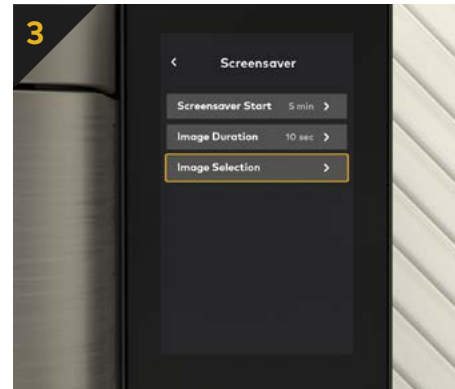 3
Screensaver
Screensaver Start 5 min
Image Duration 10 sec
Image Selection